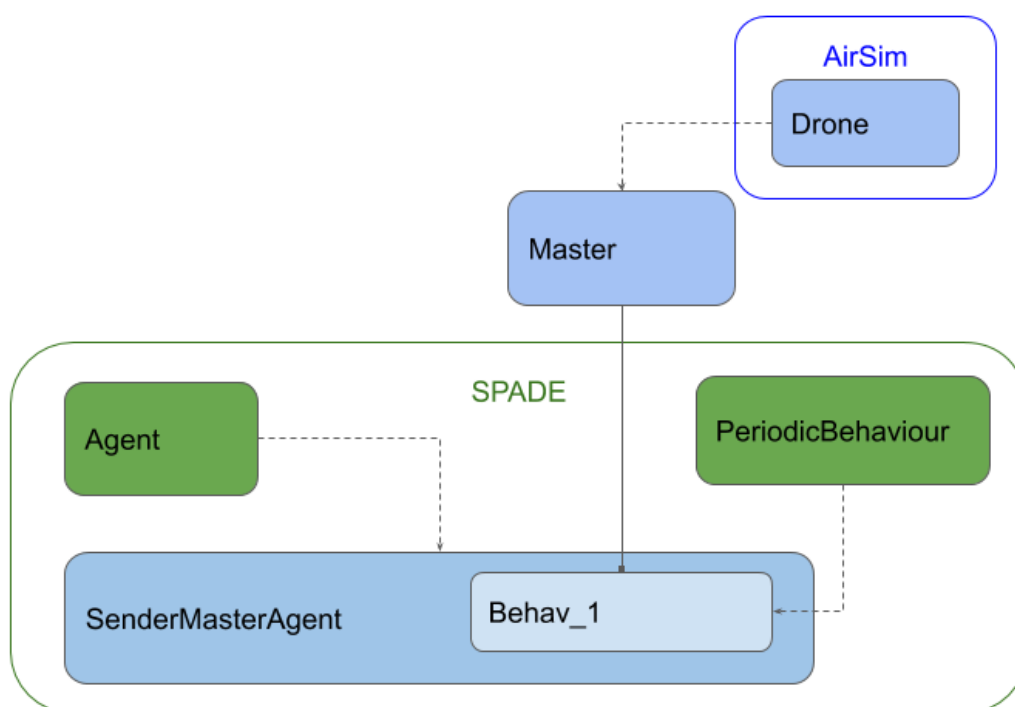 AirSim
Drone
Master
SPADE
Agent
PeriodicBehaviour
SenderMasterAgent
Behav_1